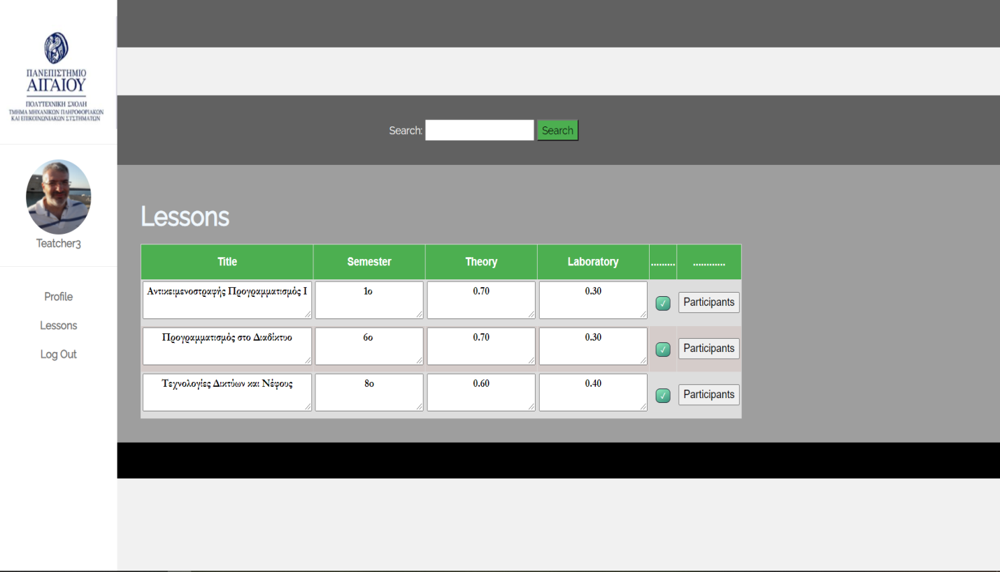 ΠΑΝΕΠΙΣΤΗΜΙΟ
ΑΙΓΑΙΟΥ
ΠΟΛΥΤΕΧΝΙΚΗ ΣΧΟΛΗ
ΤΜΗΜΑ ΜΗΧΑΝΙΚΩΝ ΠΛΗΡΟΦΟΡΙΑΚΩΝ
ΚΑΙ ΕΠΙΚΟΙΝΩΝΙΑΚΩΝ ΣΥΣΤΗΜΑΤΩΝ
Teatcher3
Profile
Lessons
Log Out
Search: Search
Lessons
Title Semester Theory Laboratory ......... ............
Αντικειμενοστραφής Προγραμματισμός Ι 1ο 0.70 0.30 ✓ Participants
Προγραμματισμός στο Διαδίκτυο 6ο 0.70 0.30 ✓ Participants
Τεχνολογίες Δικτύων και Νέφους 8ο 0.60 0.40 ✓ Participants